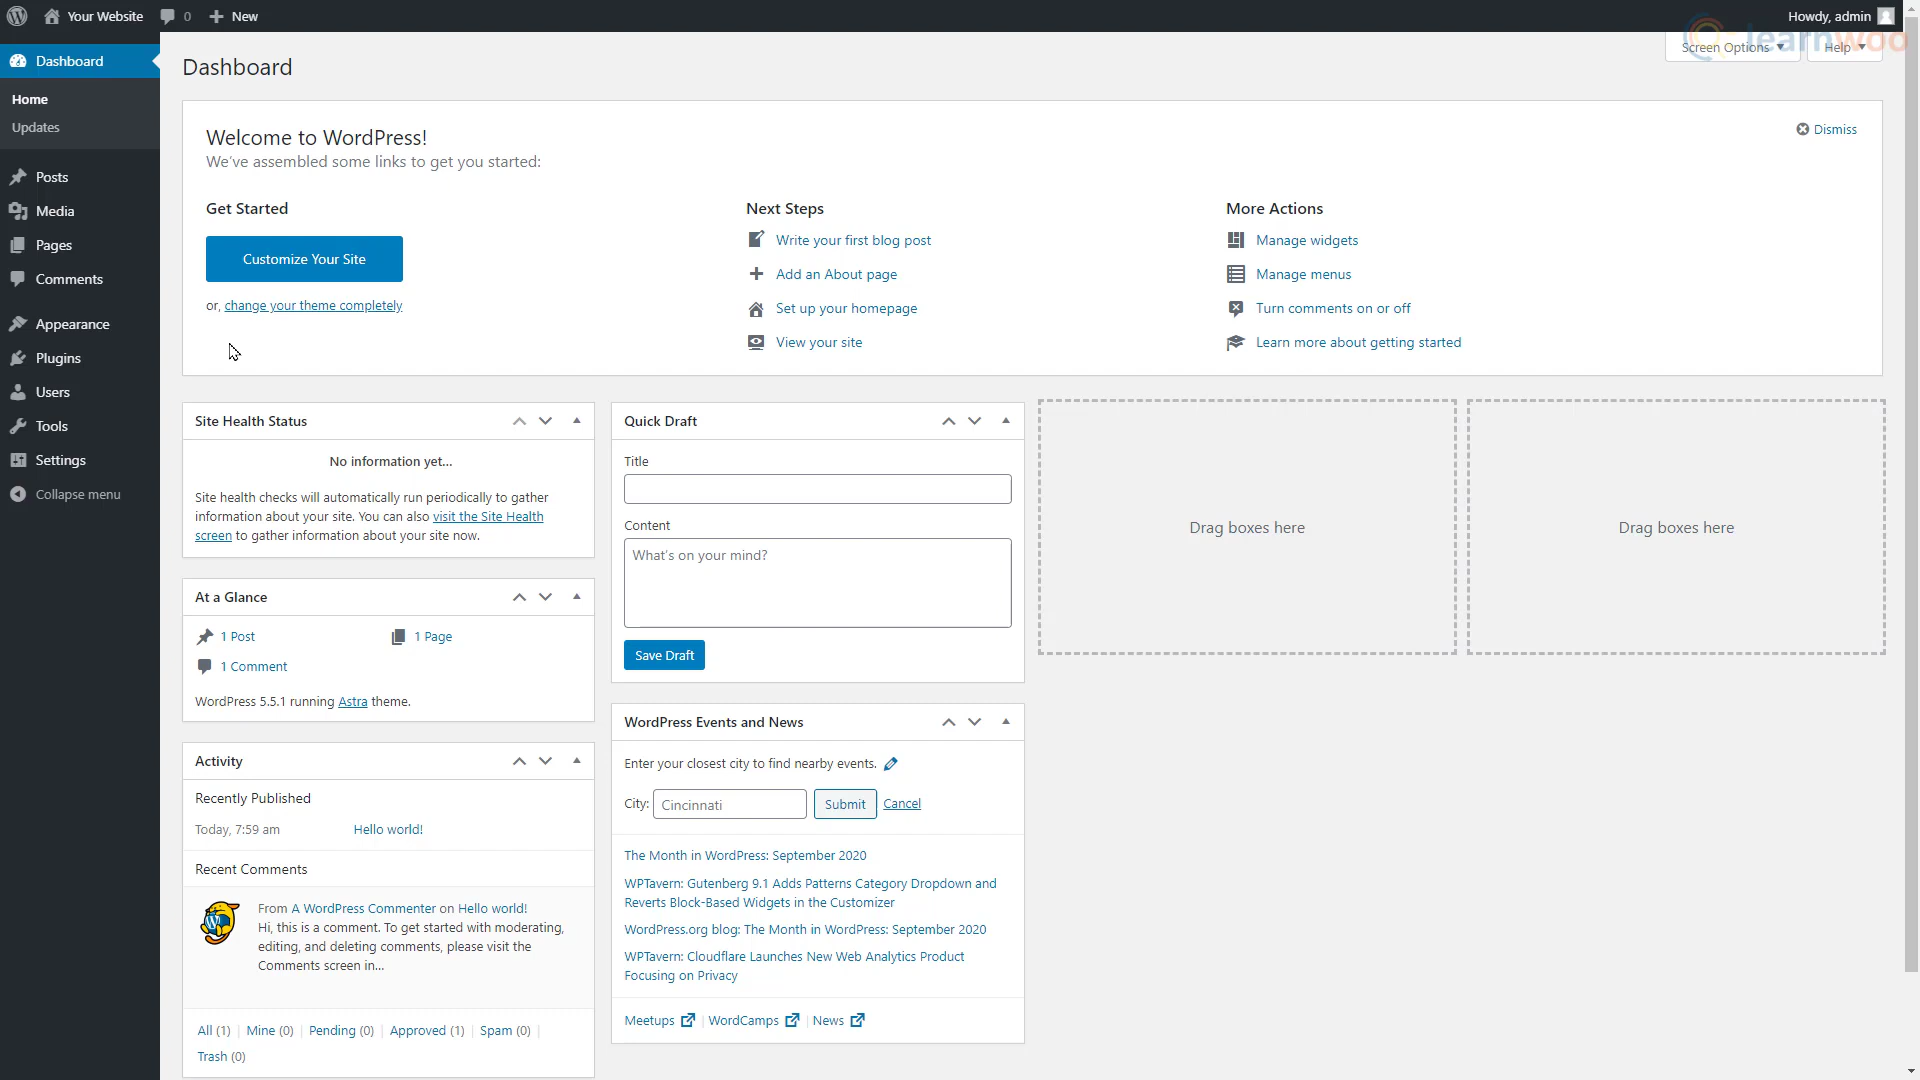 Your Website 0 New
Howdy, admin
learnwoo
Screen Options Help
Dashboard
Home
Updates
Posts
Media
Pages
Comments
Appearance
Plugins
Users
Tools
Settings
Collapse menu
Dashboard
Welcome to WordPress!
We've assembled some links to get you started:
Dismiss
Get Started
Customize Your Site
or, change your theme completely
Next Steps
Write your first blog post
Add an About page
Set up your homepage
View your site
More Actions
Manage widgets
Manage menus
Turn comments on or off
Learn more about getting started
Site Health Status
No information yet...
Site health checks will automatically run periodically to gather
information about your site. You can also visit the Site Health
screen to gather information about your site now.
At a Glance
1 Post 1 Page
1 Comment
WordPress 5.5.1 running Astra theme.
Activity
Recently Published
Today, 7:59 am Hello world!
Recent Comments
From A WordPress Commenter on Hello world!
Hi, this is a comment. To get started with moderating,
editing, and deleting comments, please visit the
Comments screen in...
All (1) | Mine (0) | Pending (0) | Approved (1) | Spam (0) |
Trash (0)
Quick Draft
Title
Content
What's on your mind?
Save Draft
WordPress Events and News
Enter your closest city to find nearby events.
City: Cincinnati Submit Cancel
The Month in WordPress: September 2020
WPTavern: Gutenberg 9.1 Adds Patterns Category Dropdown and
Reverts Block-Based Widgets in the Customizer
WordPress.org blog: The Month in WordPress: September 2020
WPTavern: Cloudflare Launches New Web Analytics Product
Focusing on Privacy
Meetups | WordCamps | News
Drag boxes here
Drag boxes here